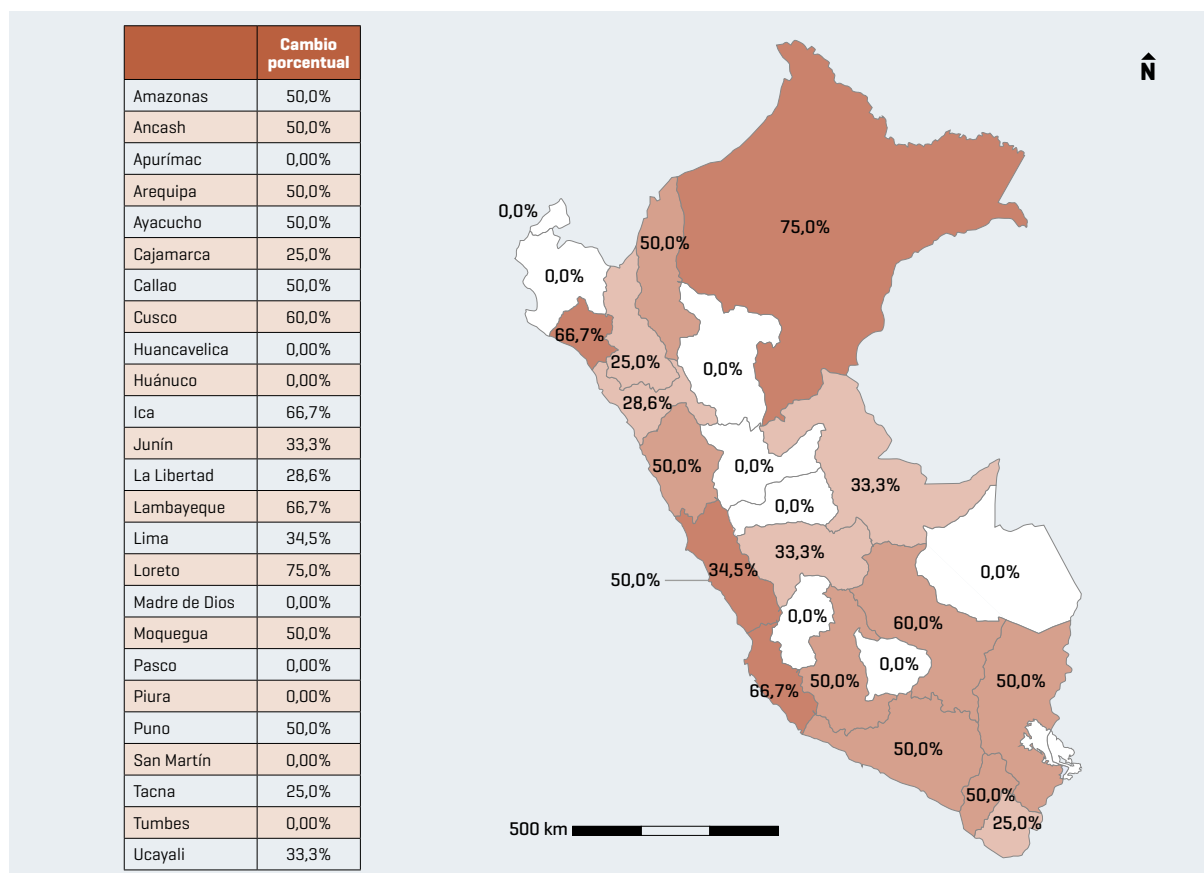 Cambio
porcentual
Amazonas 50,0%
Ancash 50,0%
Apurímac 0,00%
Arequipa 50,0%
Ayacucho 50,0%
Cajamarca 25,0%
Callao 50,0%
Cusco 60,0%
Huancavelica 0,00%
Huánuco 0,00%
Ica 66,7%
Junín 33,3%
La Libertad 28,6%
Lambayeque 66,7%
Lima 34,5%
Loreto 75,0%
Madre de Dios 0,00%
Moquegua 50,0%
Pasco 0,00%
Piura 0,00%
Puno 50,0%
San Martín 0,00%
Tacna 25,0%
Tumbes 0,00%
Ucayali 33,3%
N
0,0%
75,0%
50,0%
0,0%
66,7%
25,0%
0,0%
28,6%
50,0%
0,0%
33,3%
0,0%
33,3%
34,5%
0,0%
50,0%
0,0%
60,0%
0,0%
50,0%
50,0%
66,7%
50,0%
50,0%
25,0%
500 km